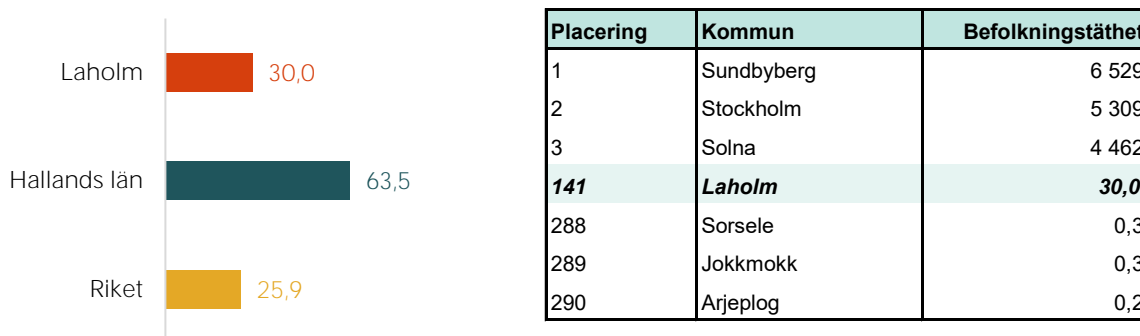 Laholm 30,0
Hallands län 63,5
Riket 25,9
Placering Kommun Befolkningstäthet
1 Sundbyberg 6 529
2 Stockholm 5 309
3 Solna 4 462
141 Laholm 30,0
288 Sorsele 0,3
289 Jokkmokk 0,3
290 Arjeplog 0,2